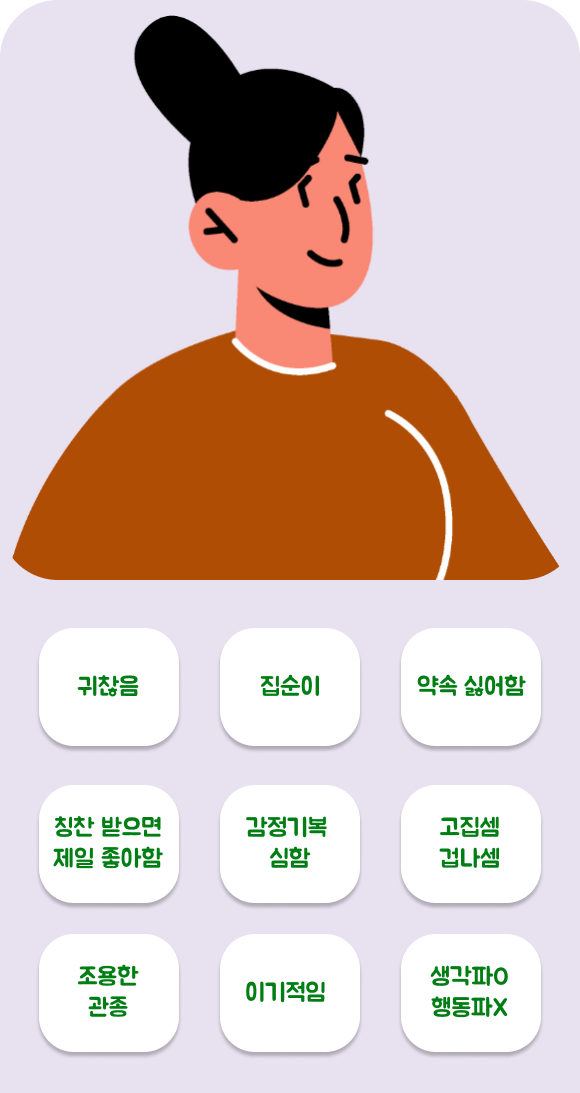 귀찮음
집순이
약속 싫어함
칭찬 받으면
제일 좋아함
감정기복
심함
고집셈
겁나셈
조용한
관종
이기적임
생각파O
행동파X